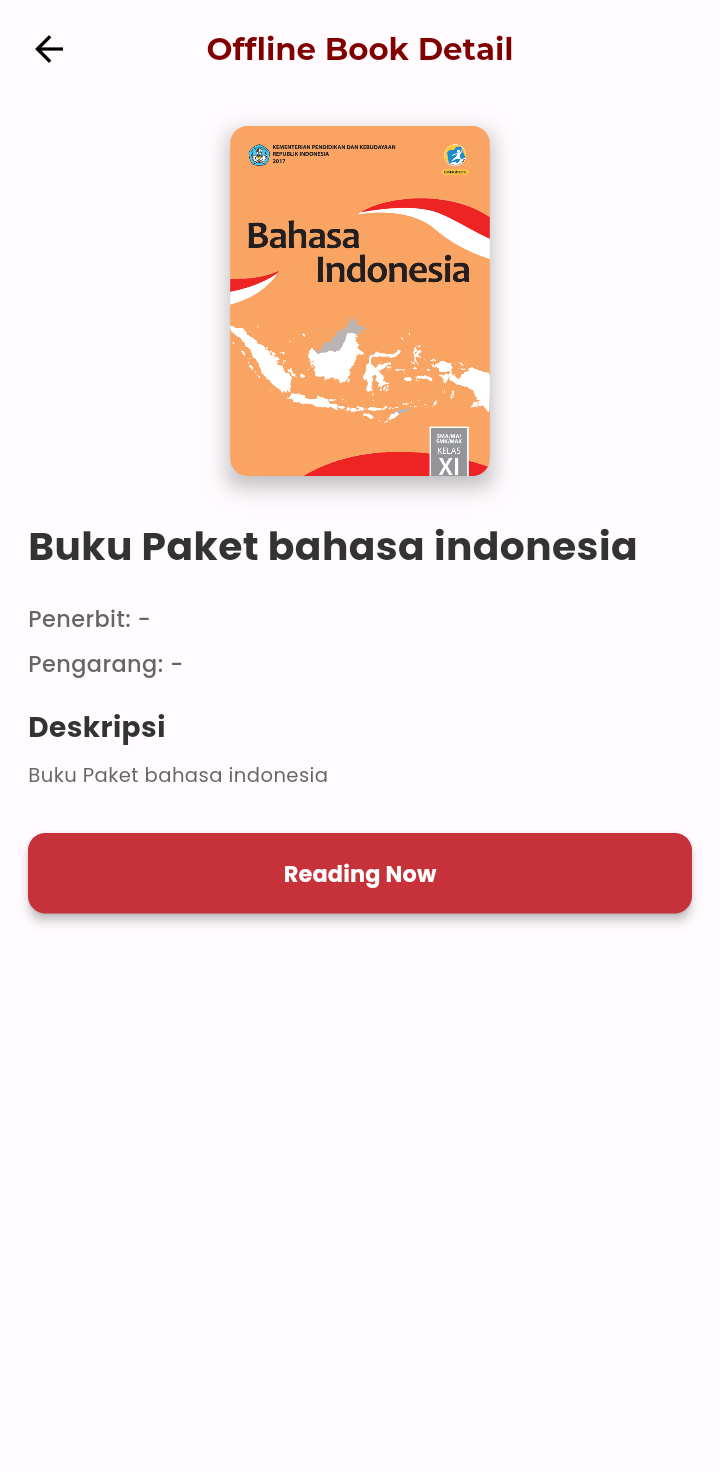 Offline Book Detail
KEMENTERIAN PENDIDIKAN DAN KEBUDAYAAN
REPUBLIK INDONESIA
2017
Bahasa
Indonesia
SMA/MA/
SMK/MAK
KELAS
XI
Buku Paket bahasa indonesia
Penerbit: -
Pengarang: -
Deskripsi
Buku Paket bahasa indonesia
Reading Now